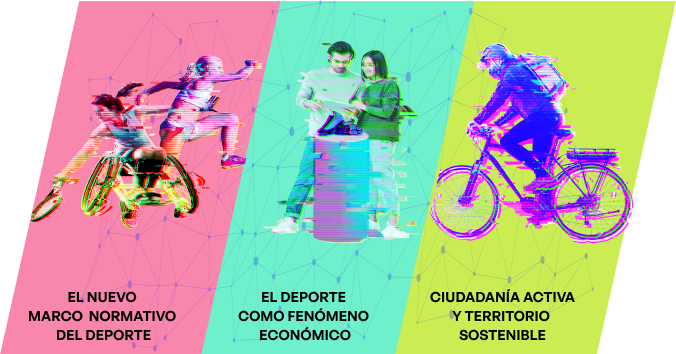 EL NUEVO
MARCO NORMATIVO
DEL DEPORTE
EL DEPORTE
COMO FENÓMENO
ECONÓMICO
CIUDADANÍA ACTIVA
Y TERRITORIO
SOSTENIBLE